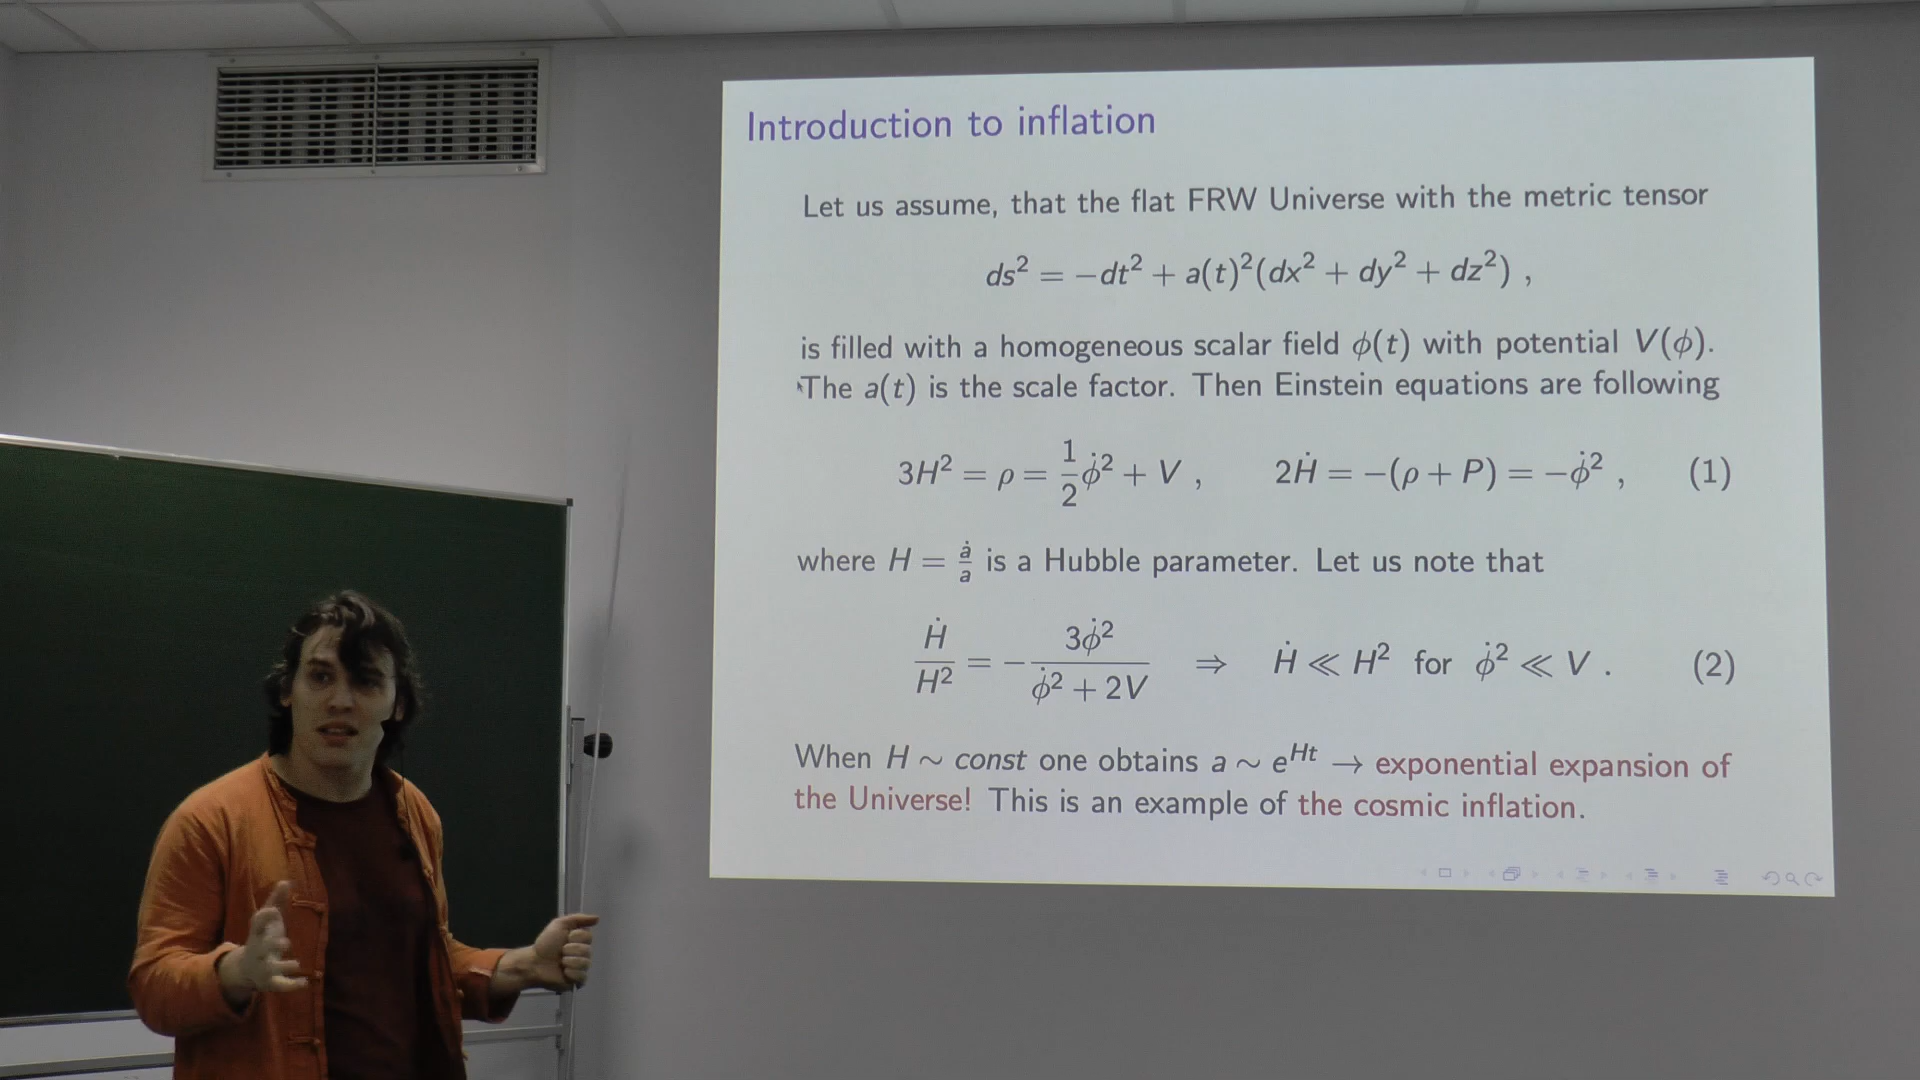 Introduction to inflation
Let us assume, that the flat FRW Universe with the metric tensor
ds² = −dt² + a(t)²(dx² + dy² + dz²) ,
is filled with a homogeneous scalar field ϕ(t) with potential V(ϕ).
The a(t) is the scale factor. Then Einstein equations are following
3H² = ρ = 1/2 ϕ̇² + V ,  2Ḣ = −(ρ + P) = −ϕ̇² ,  (1)
where H = ȧ/a is a Hubble parameter. Let us note that
Ḣ/H² = − 3ϕ̇²/(ϕ̇² + 2V)  ⇒  Ḣ ≪ H² for ϕ̇² ≪ V .  (2)
When H ∼ const one obtains a ∼ e^{Ht} → exponential expansion of
the Universe! This is an example of the cosmic inflation.